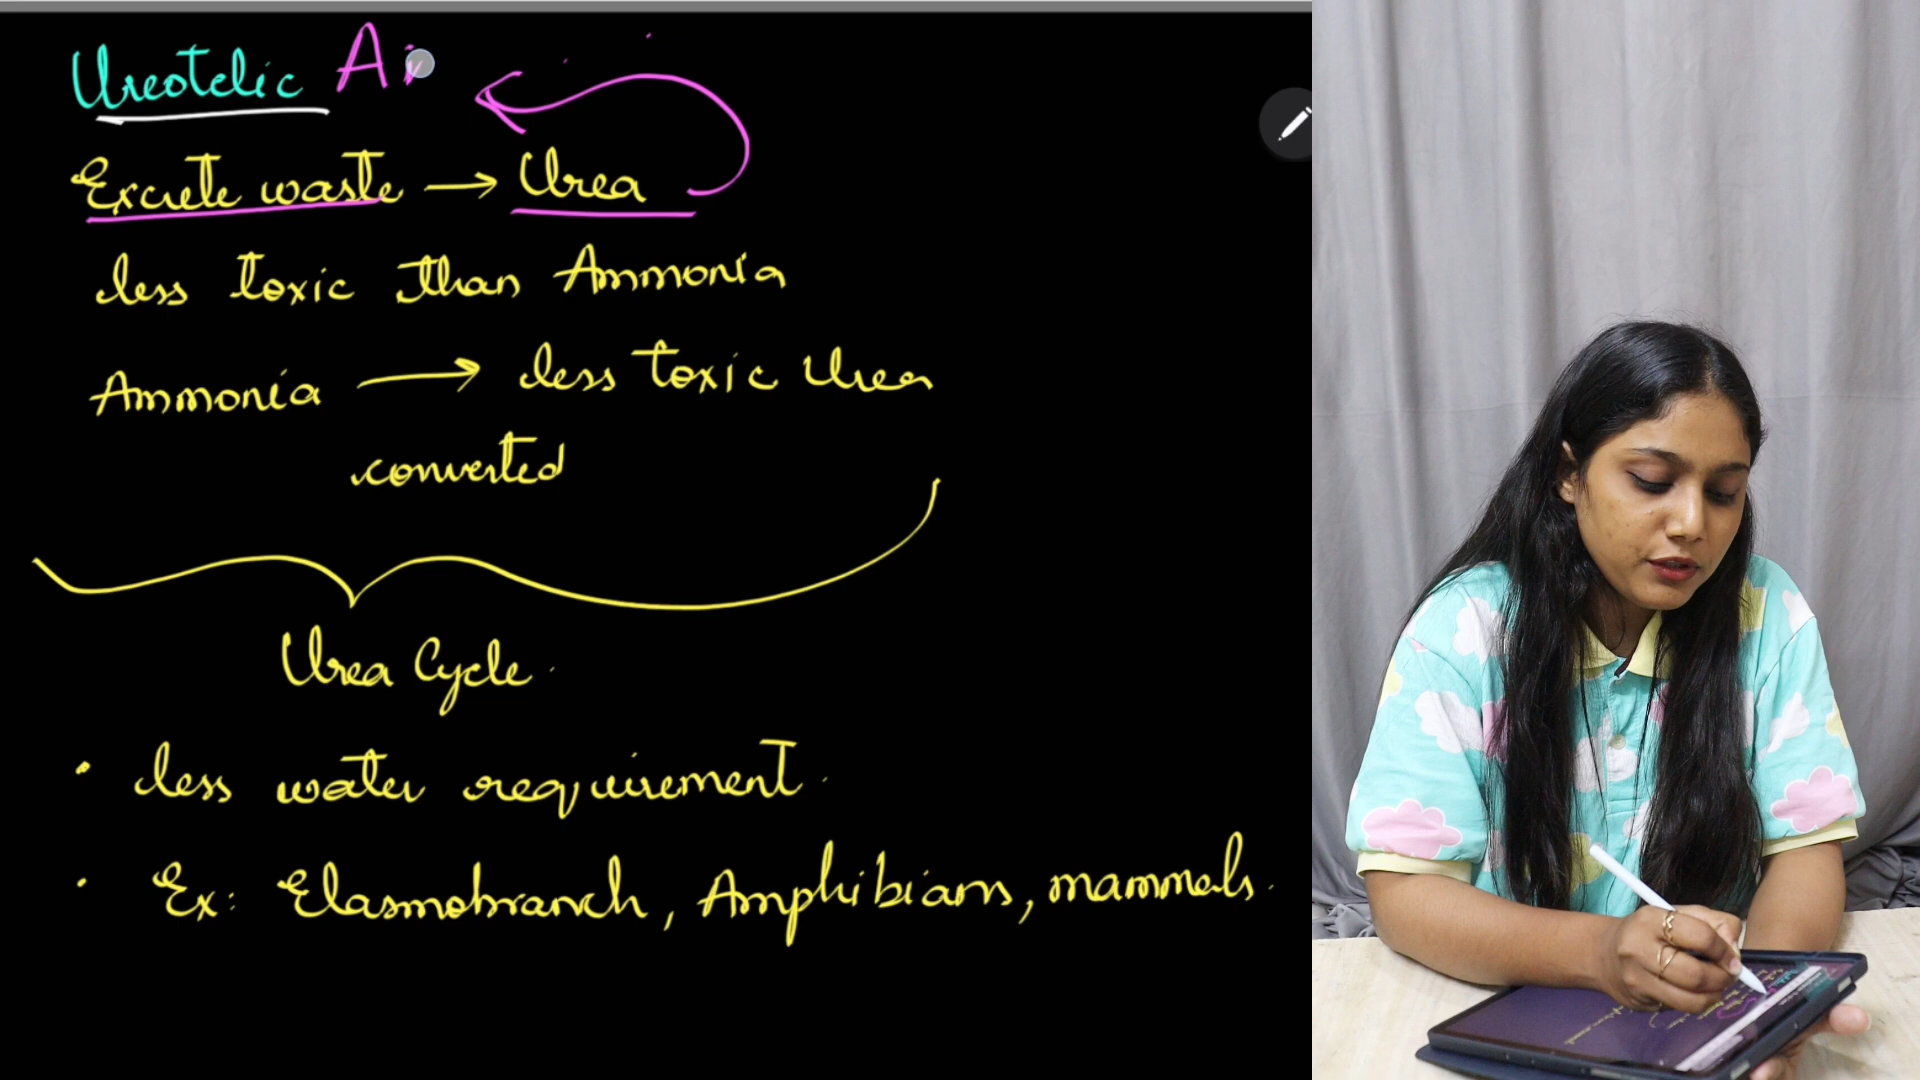 Ureotelic A
Excrete waste → Urea
less toxic than Ammonia
Ammonia → less toxic Urea
converted
Urea Cycle.
• less water requirement.
• Ex: Elasmobranch, Amphibians, mammals.